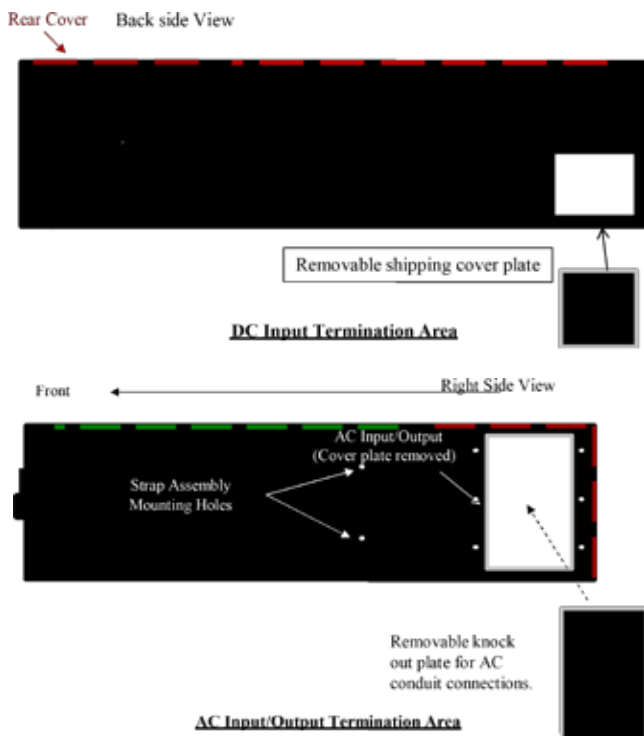 Rear Cover
Back side View
Removable shipping cover plate
DC Input Termination Area
Front
Right Side View
AC Input/Output
(Cover plate removed)
Strap Assembly
Mounting Holes
Removable knock
out plate for AC
conduit connections.
AC Input/Output Termination Area